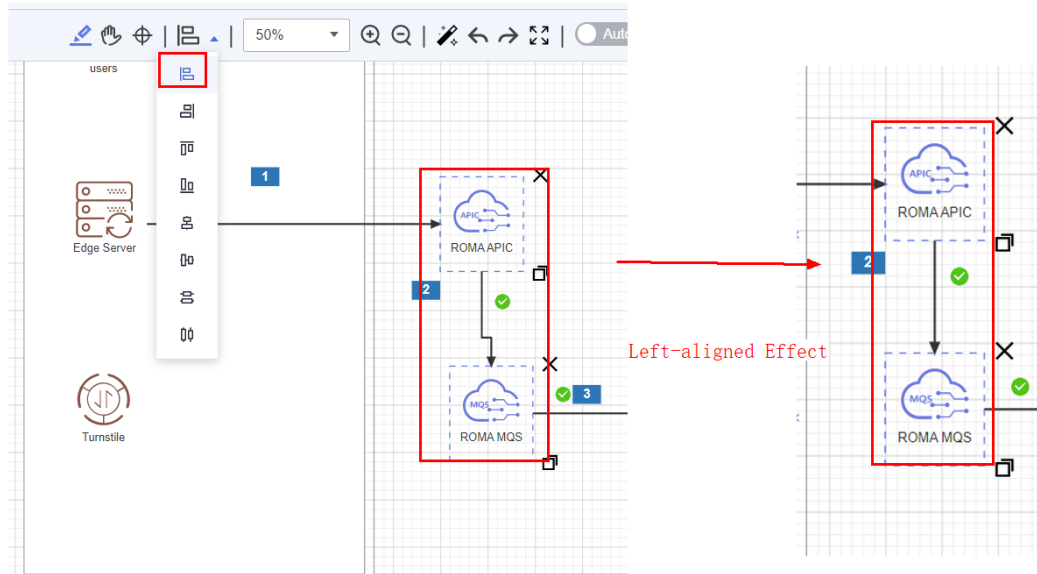 50%
Auto
users
1
APIC
ROMA APIC
Edge Server
2
MQS
3
ROMA MQS
Turnstile
Left-aligned Effect
APIC
ROMA APIC
2
MQS
ROMA MQS